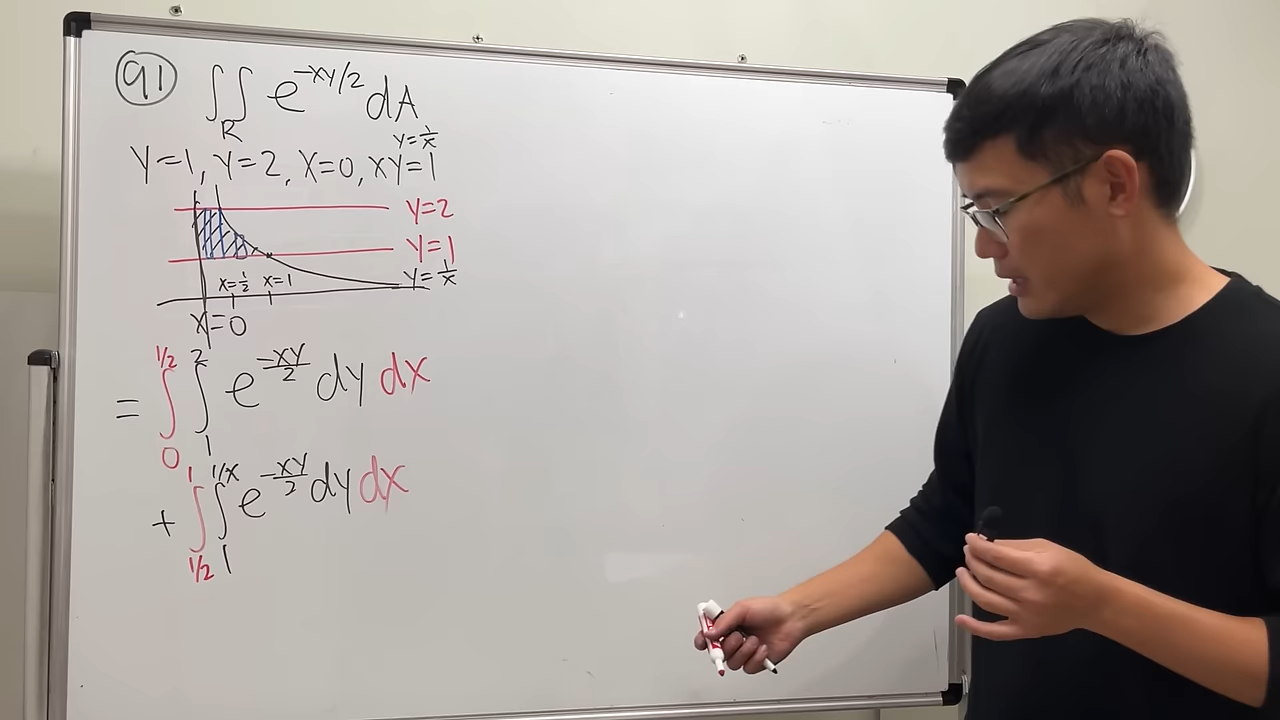 91 ∬_R e^(-xy/2) dA
y=1/x
y=1, y=2, x=0, xy=1
y=2
y=1
y=1/x
x=1/2 x=1
x=0
= ∫_0^(1/2) ∫_1^2 e^(-xy/2) dy dx
+ ∫_(1/2)^1 ∫_1^(1/x) e^(-xy/2) dy dx